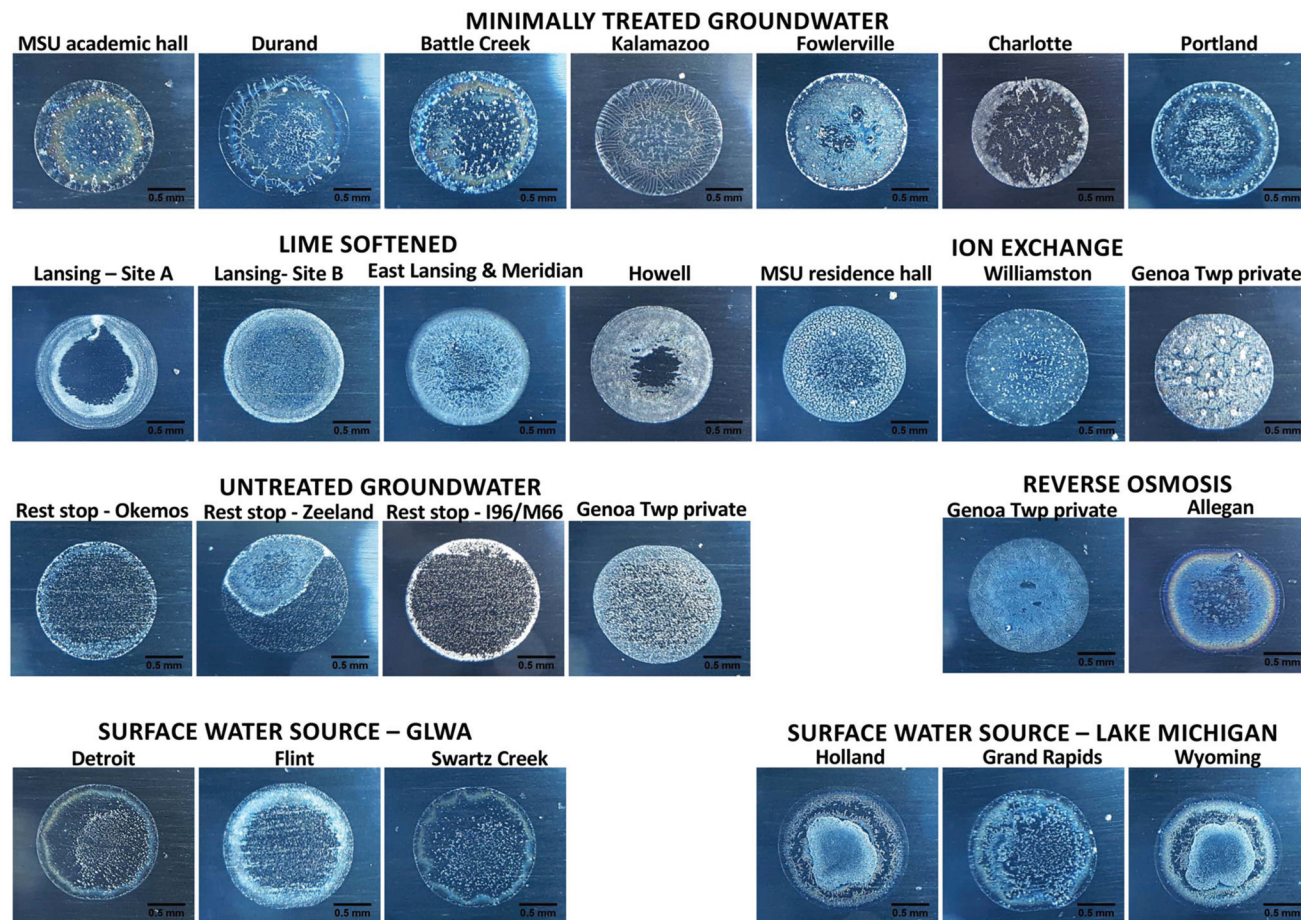 MINIMALLY TREATED GROUNDWATER
MSU academic hall Durand Battle Creek Kalamazoo Fowlerville Charlotte Portland
0.5 mm 0.5 mm 0.5 mm 0.5 mm 0.5 mm 0.5 mm 0.5 mm
LIME SOFTENED ION EXCHANGE
Lansing – Site A Lansing- Site B East Lansing & Meridian Howell MSU residence hall Williamston Genoa Twp private
0.5 mm 0.5 mm 0.5 mm 0.5 mm 0.5 mm 0.5 mm 0.5 mm
UNTREATED GROUNDWATER REVERSE OSMOSIS
Rest stop - Okemos Rest stop - Zeeland Rest stop - I96/M66 Genoa Twp private Genoa Twp private Allegan
0.5 mm 0.5 mm 0.5 mm 0.5 mm 0.5 mm 0.5 mm
SURFACE WATER SOURCE – GLWA SURFACE WATER SOURCE – LAKE MICHIGAN
Detroit Flint Swartz Creek Holland Grand Rapids Wyoming
0.5 mm 0.5 mm 0.5 mm 0.5 mm 0.5 mm 0.5 mm